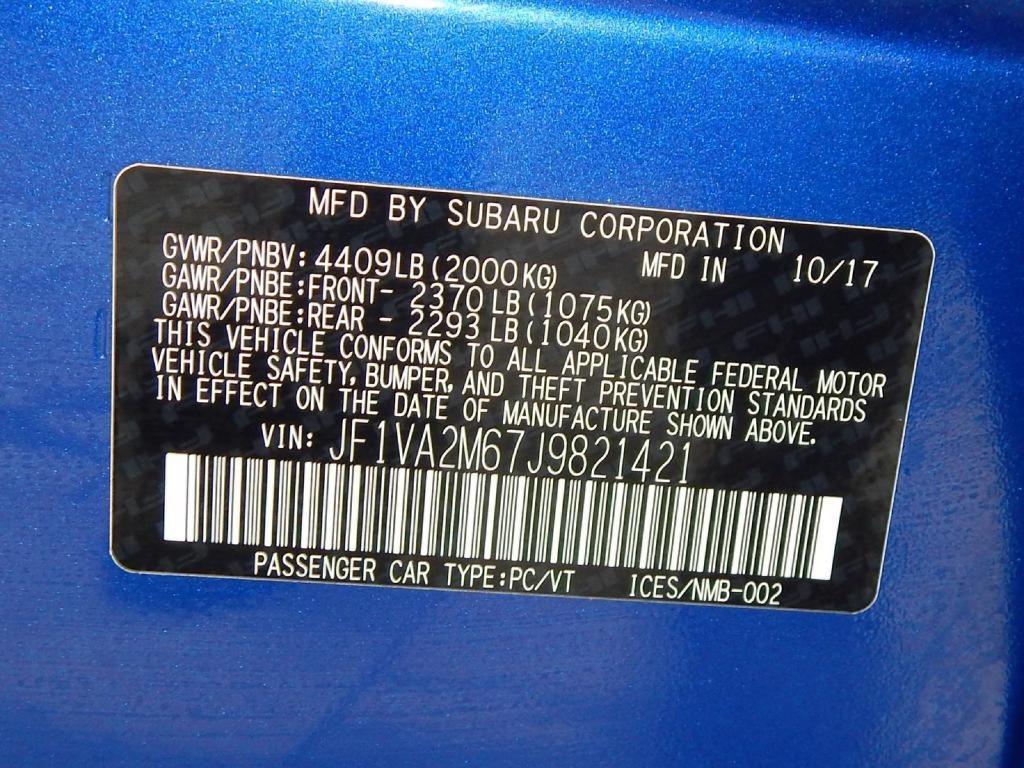 MFD BY SUBARU CORPORATION
GVWR/PNBV: 4409LB(2000KG) MFD IN 10/17
GAWR/PNBE:FRONT- 2370LB(1075KG)
GAWR/PNBE:REAR - 2293LB(1040KG)
THIS VEHICLE CONFORMS TO ALL APPLICABLE FEDERAL MOTOR
VEHICLE SAFETY, BUMPER, AND THEFT PREVENTION STANDARDS
IN EFFECT ON THE DATE OF MANUFACTURE SHOWN ABOVE.
VIN: JF1VA2M67J9821421
PASSENGER CAR TYPE:PC/VT ICES/NMB-002